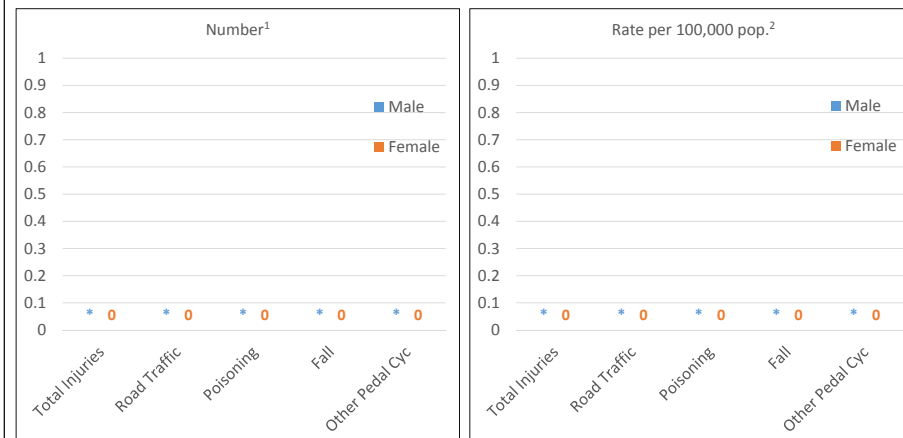 Number¹
1
0.9
0.8
0.7
0.6
0.5
0.4
0.3
0.2
0.1
0
Male
Female
* 0 * 0 * 0 * 0 * 0
Total Injuries
Road Traffic
Poisoning
Fall
Other Pedal Cyc
Rate per 100,000 pop.²
1
0.9
0.8
0.7
0.6
0.5
0.4
0.3
0.2
0.1
0
Male
Female
* 0 * 0 * 0 * 0 * 0
Total Injuries
Road Traffic
Poisoning
Fall
Other Pedal Cyc